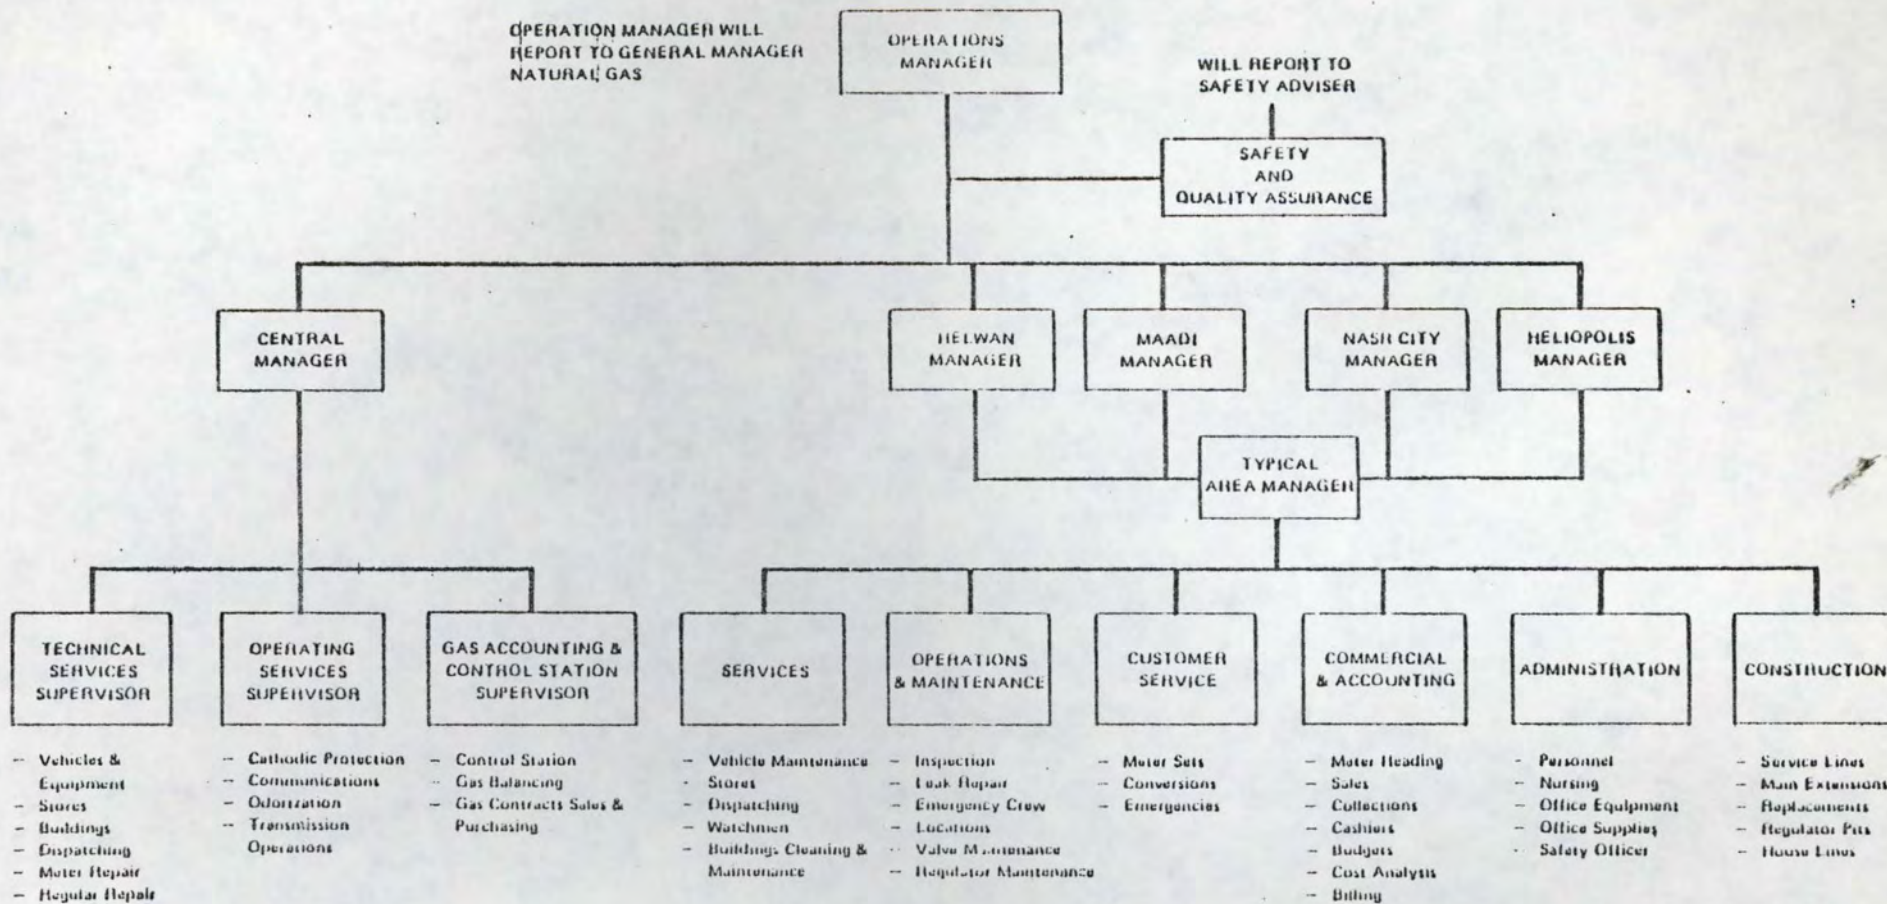 OPERATION MANAGER WILL
REPORT TO GENERAL MANAGER
NATURAL GAS
OPERATIONS
MANAGER
WILL REPORT TO
SAFETY ADVISER
SAFETY
AND
QUALITY ASSURANCE
CENTRAL
MANAGER
HELWAN
MANAGER
MAADI
MANAGER
NASR CITY
MANAGER
HELIOPOLIS
MANAGER
TYPICAL
AREA MANAGER
TECHNICAL
SERVICES
SUPERVISOR
- Vehicles &
Equipment
- Stores
- Buildings
- Dispatching
- Meter Repair
- Regular Repair
OPERATING
SERVICES
SUPERVISOR
- Cathodic Protection
- Communications
- Odorization
- Transmission
Operations
GAS ACCOUNTING &
CONTROL STATION
SUPERVISOR
- Control Station
- Gas Balancing
- Gas Contracts Sales &
Purchasing
SERVICES
- Vehicle Maintenance
- Stores
- Dispatching
- Watchmen
- Buildings Cleaning &
Maintenance
OPERATIONS
& MAINTENANCE
- Inspection
- Leak Repair
- Emergency Crew
- Locations
- Valve Maintenance
- Regulator Maintenance
CUSTOMER
SERVICE
- Meter Sets
- Conversions
- Emergencies
COMMERCIAL
& ACCOUNTING
- Meter Reading
- Sales
- Collections
- Cashiers
- Budgets
- Cost Analysis
- Billing
ADMINISTRATION
- Personnel
- Nursing
- Office Equipment
- Office Supplies
- Safety Officer
CONSTRUCTION
- Service Lines
- Main Extensions
- Replacements
- Regulator Pits
- House Lines